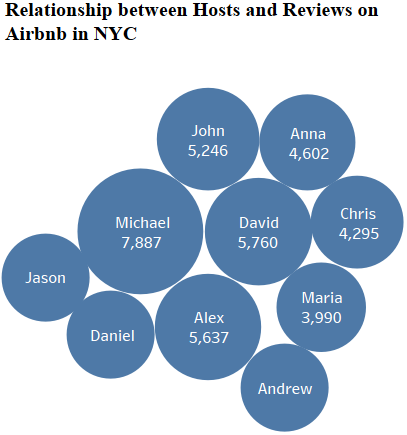 Relationship between Hosts and Reviews on
Airbnb in NYC
John
5,246
Anna
4,602
Michael
7,887
David
5,760
Chris
4,295
Jason
Maria
3,990
Alex
5,637
Daniel
Andrew